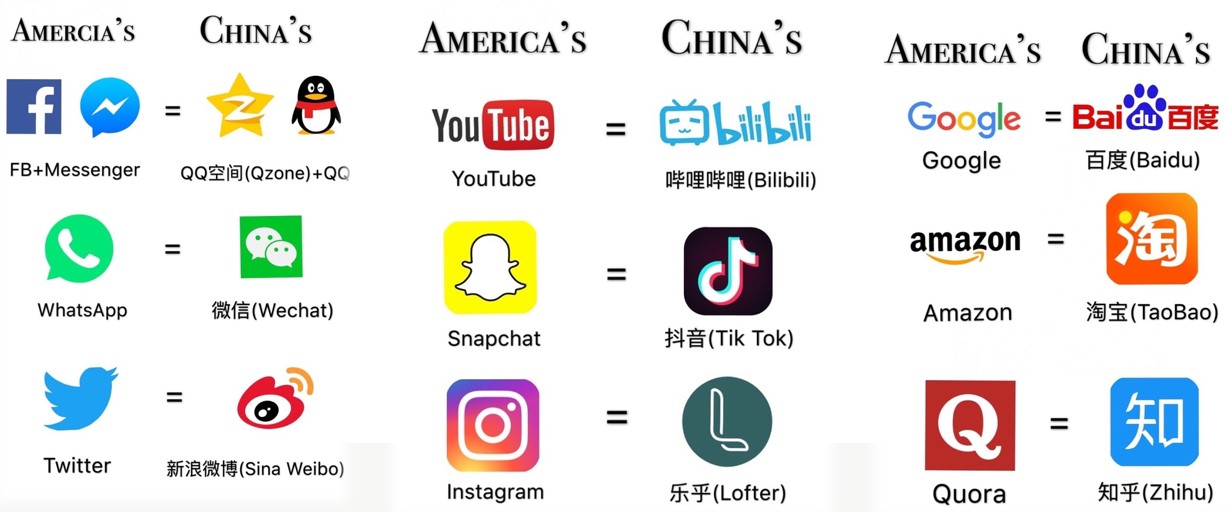 AMERCIA'S CHINA'S
f Z
=
FB+Messenger QQ空间(Qzone)+QQ
=
WhatsApp 微信(Wechat)
=
Twitter 新浪微博(Sina Weibo)
AMERICA'S CHINA'S
YouTube = bilibili
YouTube 哔哩哔哩(Bilibili)
=
Snapchat 抖音(Tik Tok)
= L
Instagram 乐乎(Lofter)
AMERICA'S CHINA'S
Google = Bai du 百度
Google 百度(Baidu)
amazon = 淘
Amazon 淘宝(TaoBao)
Q = 知
Quora 知乎(Zhihu)